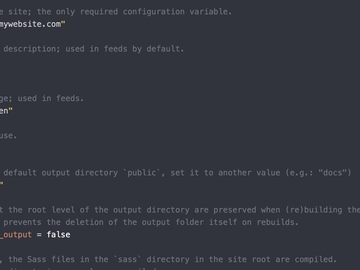 e site; the only required configuration variable.
mywebsite.com"
description; used in feeds by default.
ge; used in feeds.
en"
use.
default output directory `public`, set it to another value (e.g.: "docs")
"
t the root level of the output directory are preserved when (re)building the
prevents the deletion of the output folder itself on rebuilds.
_output = false
, the Sass files in the `sass` directory in the site root are compiled.